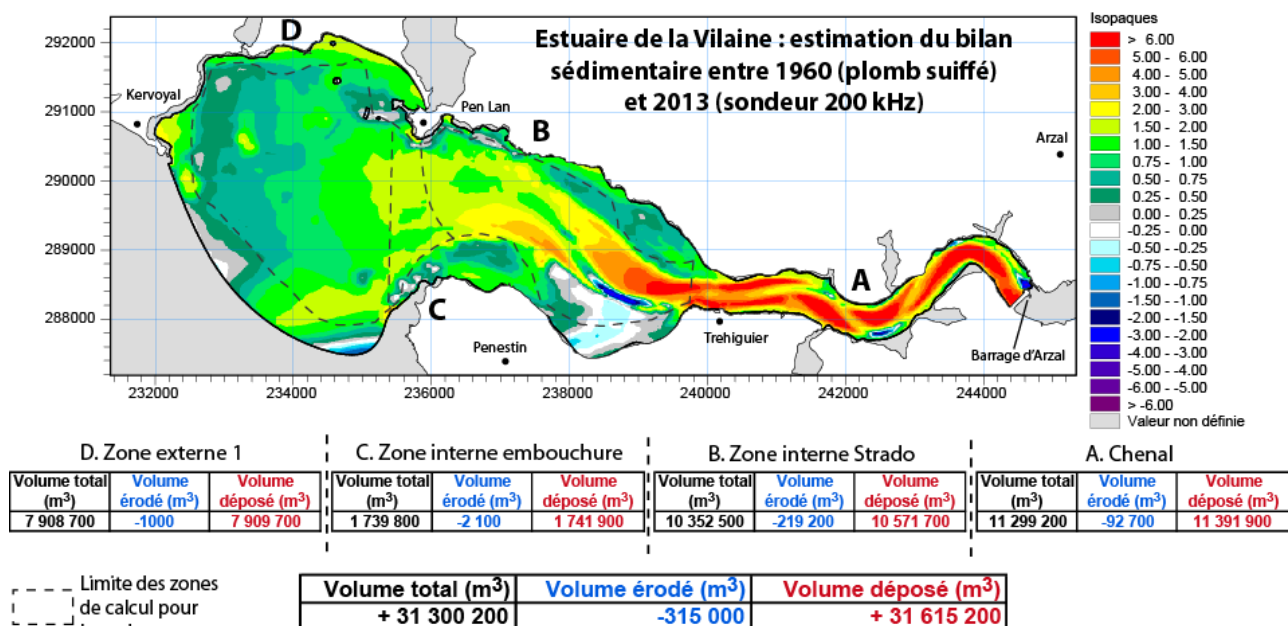 Estuaire de la Vilaine : estimation du bilan
sédimentaire entre 1960 (plomb suiffé)
et 2013 (sondeur 200 kHz)
292000
291000
290000
289000
288000
232000
234000
236000
238000
240000
242000
244000
D
Kervoyal
Pen Lan
B
Arzal
A
C
Penestin
Trehiguier
Barrage d'Arzal
Isopaques
> 6.00
5.00 - 6.00
4.00 - 5.00
3.00 - 4.00
2.00 - 3.00
1.50 - 2.00
1.00 - 1.50
0.75 - 1.00
0.50 - 0.75
0.25 - 0.50
0.00 - 0.25
-0.25 - 0.00
-0.50 - -0.25
-0.75 - -0.50
-1.00 - -0.75
-1.50 - -1.00
-2.00 - -1.50
-3.00 - -2.00
-4.00 - -3.00
-5.00 - -4.00
-6.00 - -5.00
> -6.00
Valeur non définie
D. Zone externe 1
Volume total (m³) Volume érodé (m³) Volume déposé (m³)
7 908 700 -1000 7 909 700
C. Zone interne embouchure
Volume total (m³) Volume érodé (m³) Volume déposé (m³)
1 739 800 -2 100 1 741 900
B. Zone interne Strado
Volume total (m³) Volume érodé (m³) Volume déposé (m³)
10 352 500 -219 200 10 571 700
A. Chenal
Volume total (m³) Volume érodé (m³) Volume déposé (m³)
11 299 200 -92 700 11 391 900
Limite des zones
de calcul pour
Volume total (m³) Volume érodé (m³) Volume déposé (m³)
+ 31 300 200 -315 000 + 31 615 200